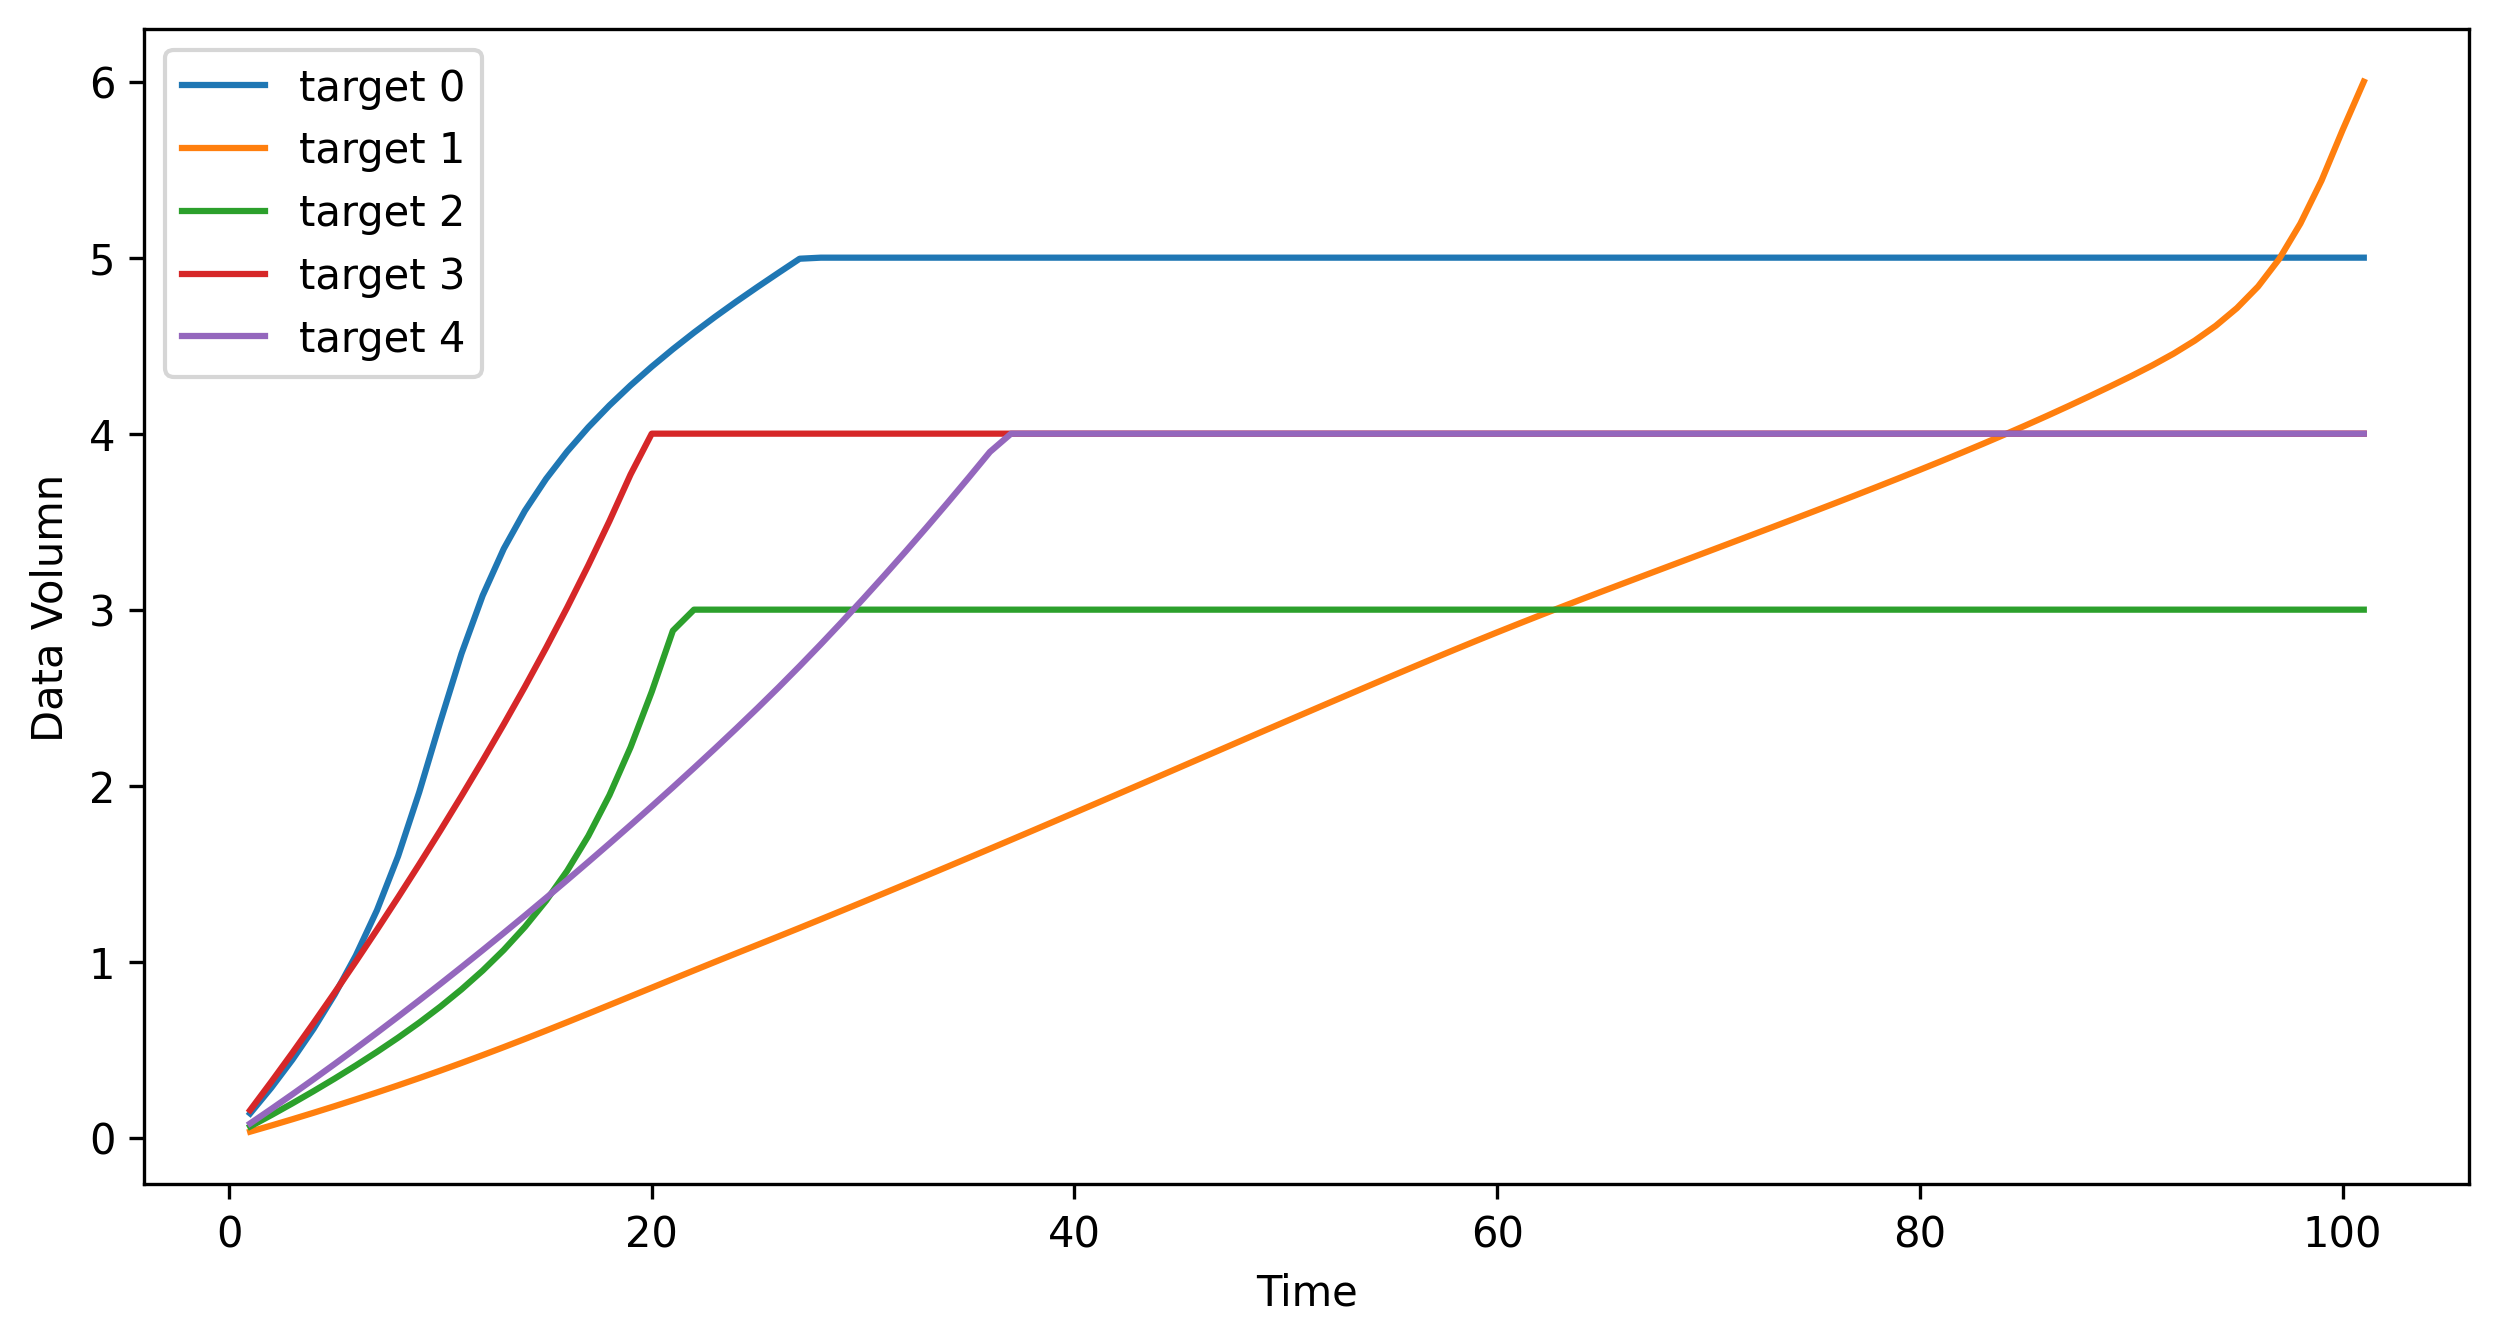 target 0
target 1
target 2
target 3
target 4
6
5
4
3
2
1
0
Data Volumn
0 20 40 60 80 100
Time